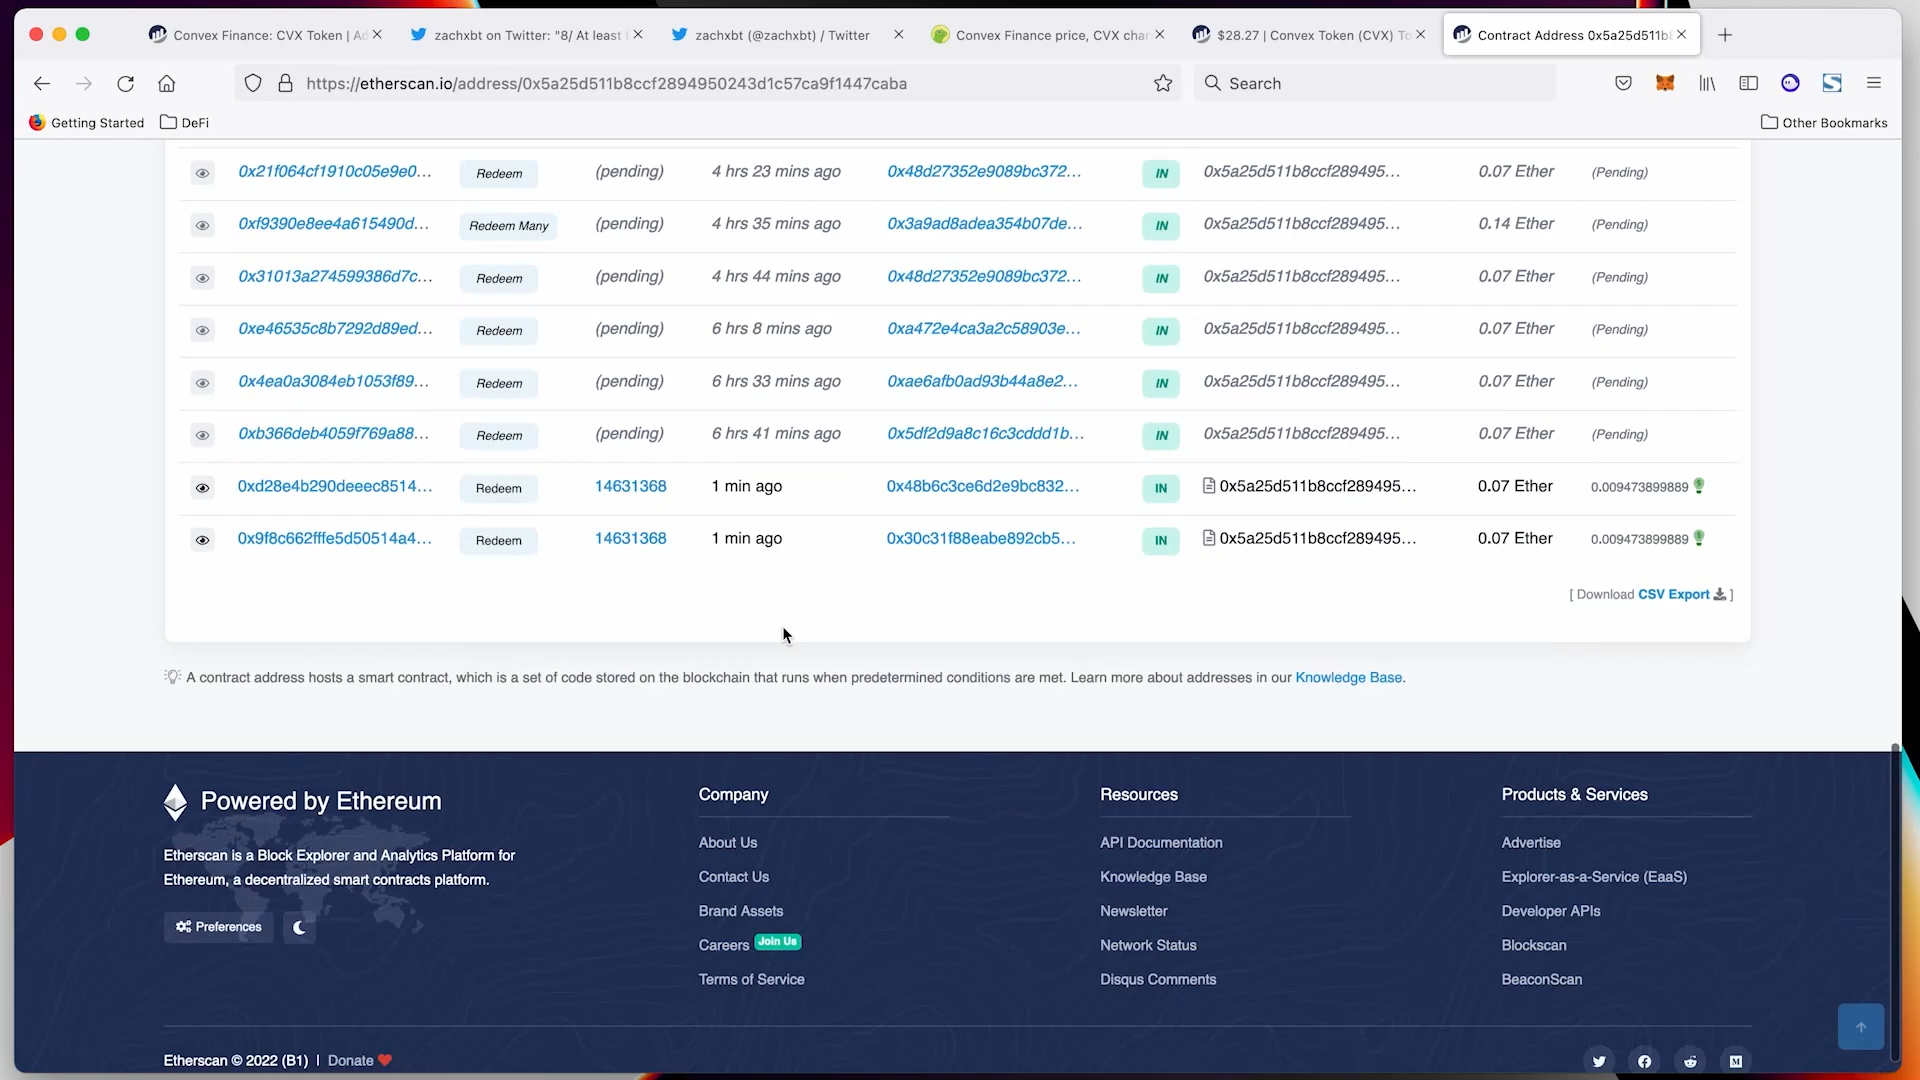 Convex Finance: CVX Token | Ad
zachxbt on Twitter: "8/ At least
zachxbt (@zachxbt) / Twitter
Convex Finance price, CVX char
$28.27 | Convex Token (CVX) To
Contract Address 0x5a25d511b8
https://etherscan.io/address/0x5a25d511b8ccf2894950243d1c57ca9f1447caba
Search
Getting Started
DeFi
Other Bookmarks
0x21f064cf1910c05e9e0... Redeem (pending) 4 hrs 23 mins ago 0x48d27352e9089bc372... IN 0x5a25d511b8ccf289495... 0.07 Ether (Pending)
0xf9390e8ee4a615490d... Redeem Many (pending) 4 hrs 35 mins ago 0x3a9ad8adea354b07de... IN 0x5a25d511b8ccf289495... 0.14 Ether (Pending)
0x31013a274599386d7c... Redeem (pending) 4 hrs 44 mins ago 0x48d27352e9089bc372... IN 0x5a25d511b8ccf289495... 0.07 Ether (Pending)
0xe46535c8b7292d89ed... Redeem (pending) 6 hrs 8 mins ago 0xa472e4ca3a2c58903e... IN 0x5a25d511b8ccf289495... 0.07 Ether (Pending)
0x4ea0a3084eb1053f89... Redeem (pending) 6 hrs 33 mins ago 0xae6afb0ad93b44a8e2... IN 0x5a25d511b8ccf289495... 0.07 Ether (Pending)
0xb366deb4059f769a88... Redeem (pending) 6 hrs 41 mins ago 0x5df2d9a8c16c3cddd1b... IN 0x5a25d511b8ccf289495... 0.07 Ether (Pending)
0xd28e4b290deeec8514... Redeem 14631368 1 min ago 0x48b6c3ce6d2e9bc832... IN 0x5a25d511b8ccf289495... 0.07 Ether 0.009473899889
0x9f8c662fffe5d50514a4... Redeem 14631368 1 min ago 0x30c31f88eabe892cb5... IN 0x5a25d511b8ccf289495... 0.07 Ether 0.009473899889
[ Download CSV Export ]
A contract address hosts a smart contract, which is a set of code stored on the blockchain that runs when predetermined conditions are met. Learn more about addresses in our Knowledge Base.
Powered by Ethereum
Etherscan is a Block Explorer and Analytics Platform for
Ethereum, a decentralized smart contracts platform.
Preferences
Company
About Us
Contact Us
Brand Assets
Careers Join Us
Terms of Service
Resources
API Documentation
Knowledge Base
Newsletter
Network Status
Disqus Comments
Products & Services
Advertise
Explorer-as-a-Service (EaaS)
Developer APIs
Blockscan
BeaconScan
Etherscan © 2022 (B1) | Donate